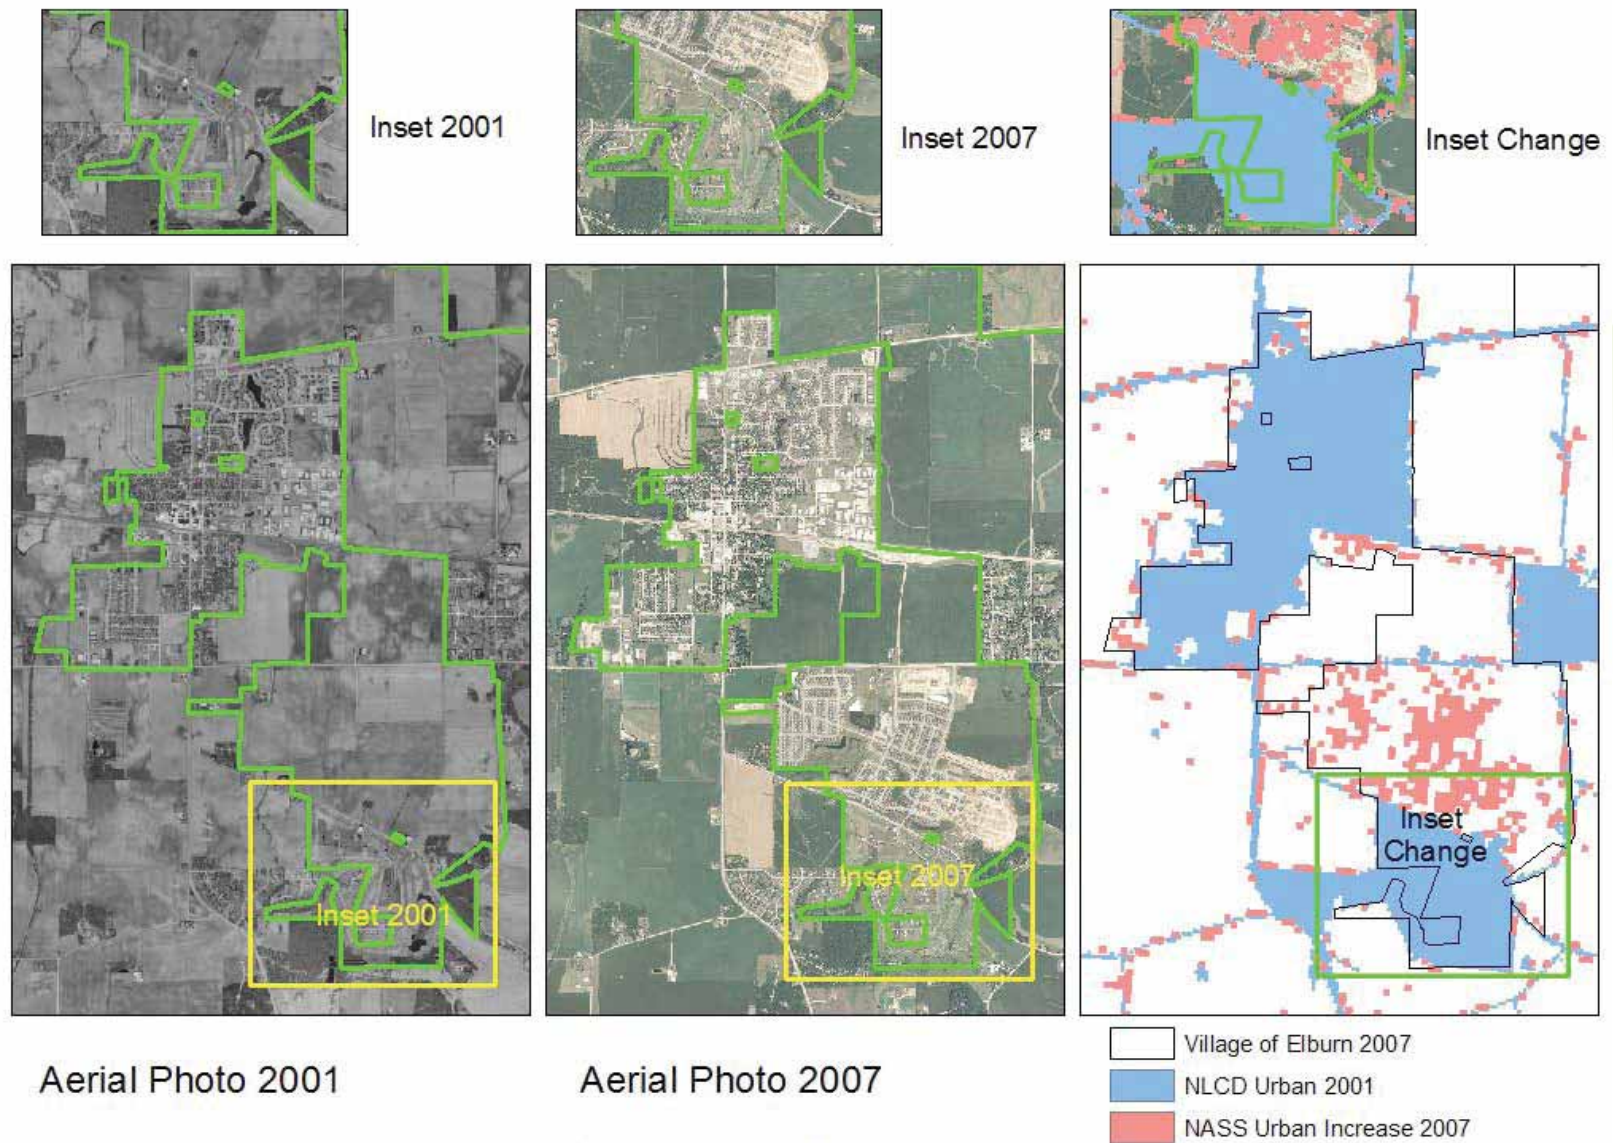 Inset 2001
Inset 2007
Inset Change
Inset 2001
Inset 2007
Inset
Change
Aerial Photo 2001
Aerial Photo 2007
Village of Elburn 2007
NLCD Urban 2001
NASS Urban Increase 2007